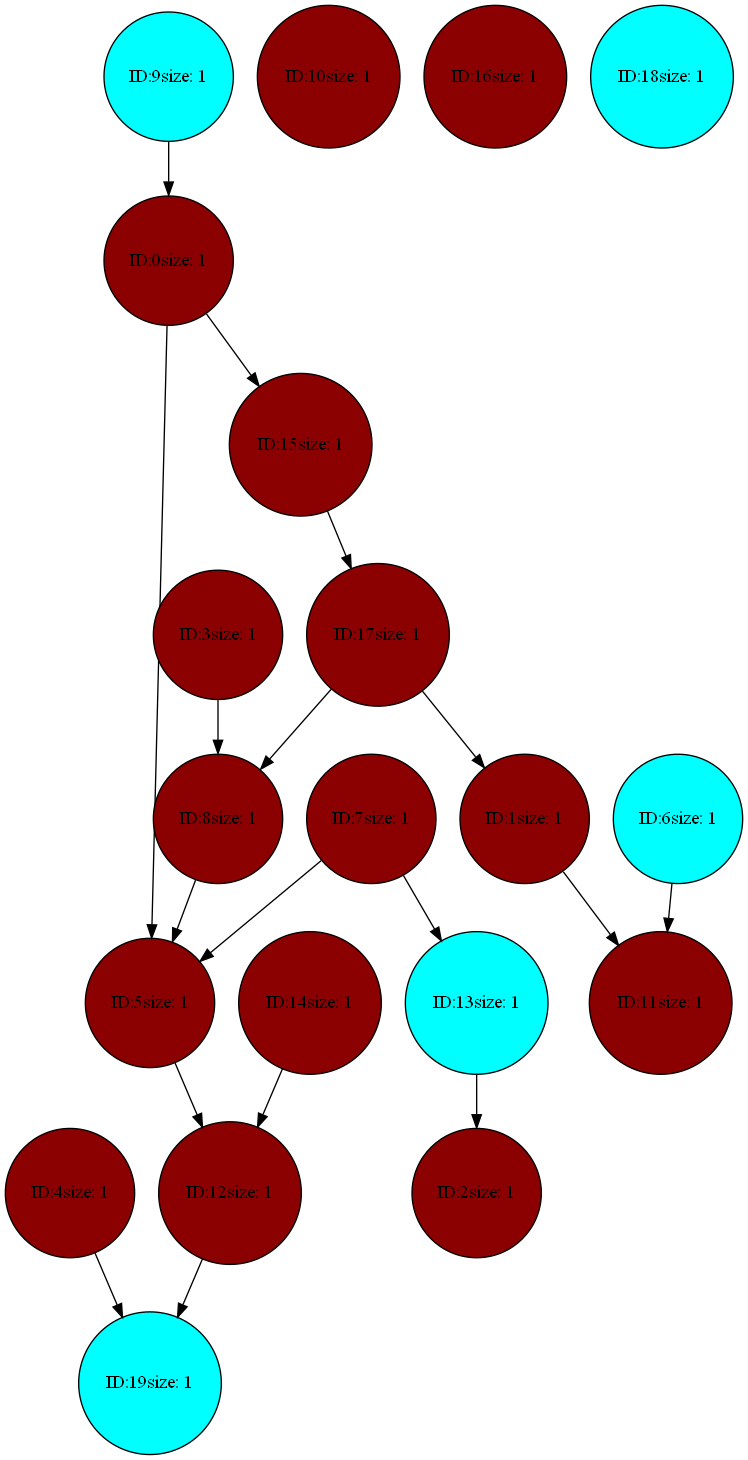 ID:9size: 1
ID:10size: 1
ID:16size: 1
ID:18size: 1
ID:0size: 1
ID:15size: 1
ID:3size: 1
ID:17size: 1
ID:8size: 1
ID:7size: 1
ID:1size: 1
ID:6size: 1
ID:5size: 1
ID:14size: 1
ID:13size: 1
ID:11size: 1
ID:4size: 1
ID:12size: 1
ID:2size: 1
ID:19size: 1